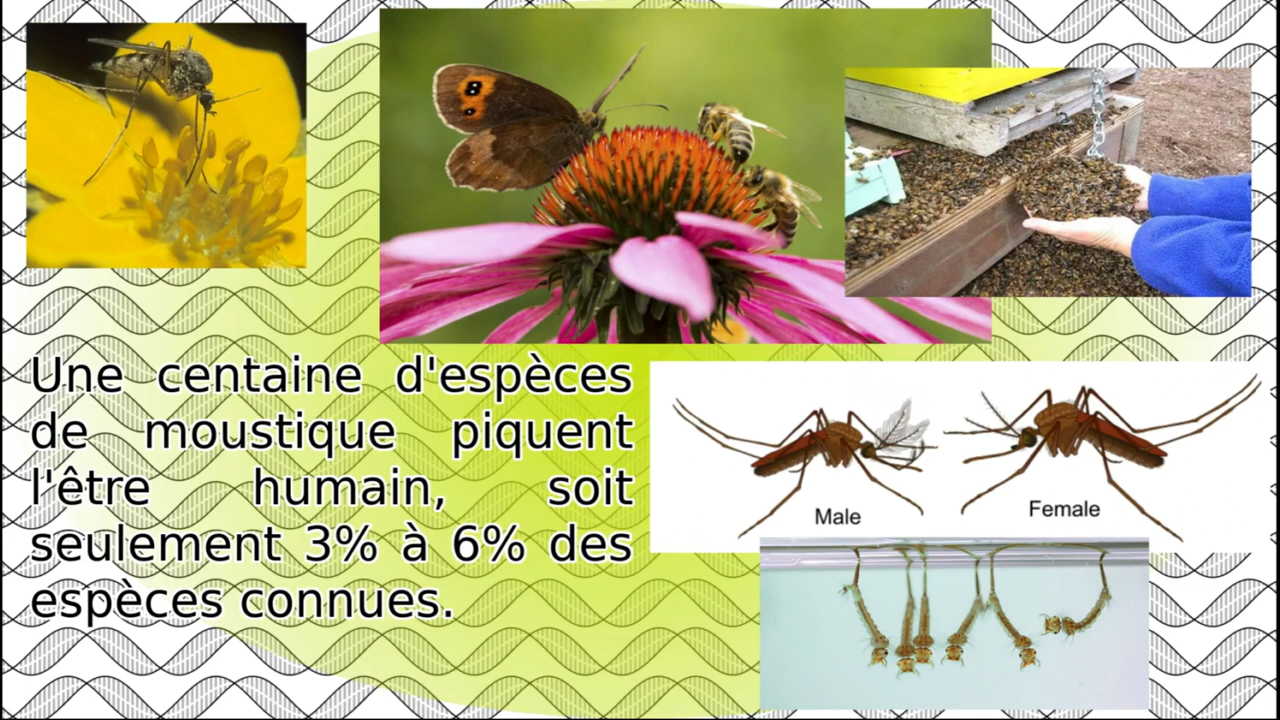 Une centaine d'espèces
de moustique piquent
l'être humain, soit
seulement 3% à 6% des
espèces connues.
Male
Female